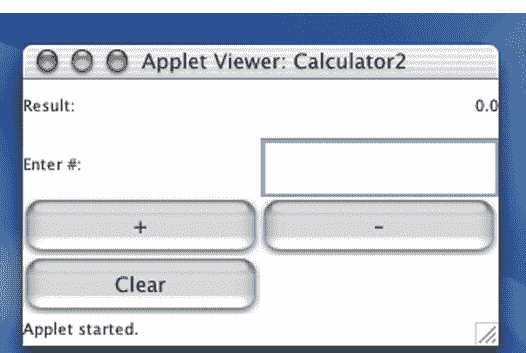 Applet Viewer: Calculator2
Result: 0.0
Enter #:
+ -
Clear
Applet started.